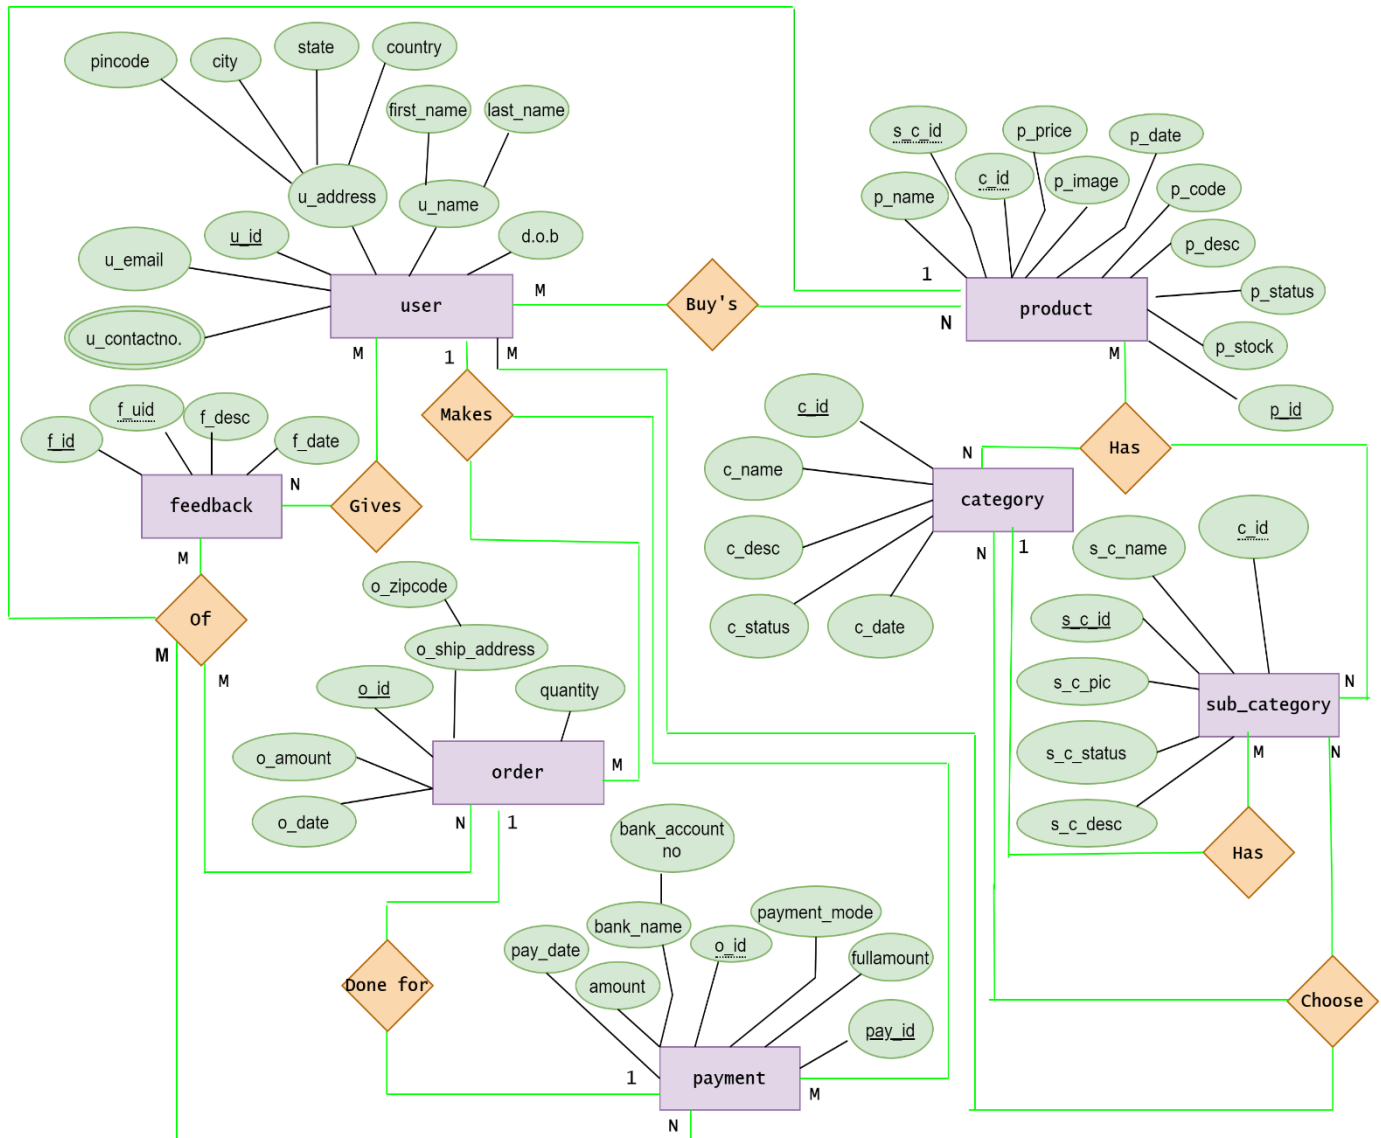 pincode
city
state
country
first_name
last_name
u_address
u_name
u_id
d.o.b
u_email
u_contactno.
user
M
M
1
M
Buy's
s_c_id
p_price
p_date
c_id
p_image
p_name
p_code
p_desc
p_status
p_stock
p_id
1
N
product
M
Makes
f_uid
f_desc
f_id
f_date
feedback
N
Gives
M
Of
M
M
c_id
c_name
c_desc
c_status
c_date
N
category
N
1
Has
s_c_name
c_id
s_c_id
s_c_pic
s_c_status
s_c_desc
sub_category
N
M
N
Has
Choose
o_zipcode
o_ship_address
o_id
quantity
o_amount
o_date
order
M
N
1
Done for
bank_account
no
bank_name
payment_mode
pay_date
o_id
fullamount
amount
pay_id
1
payment
M
N